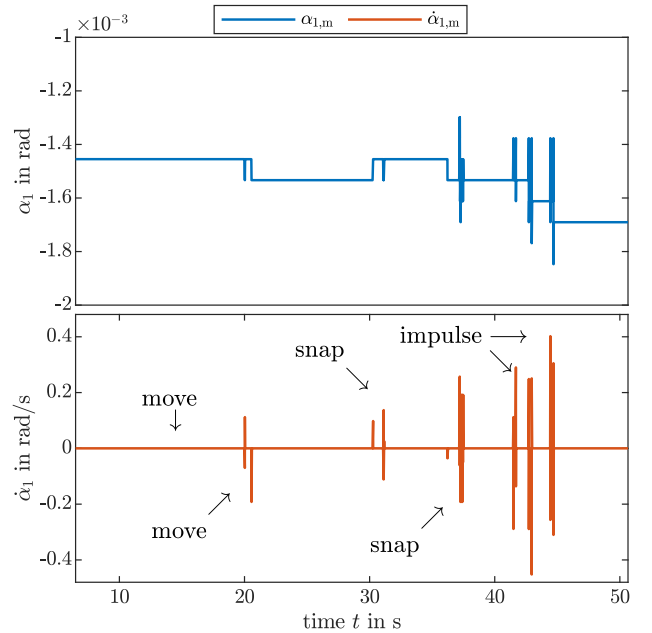 α₁,ₘ α̇₁,ₘ
×10⁻³
-1
-1.2
-1.4
-1.6
-1.8
-2
α₁ in rad
0.4
0.2
0
-0.2
-0.4
α̇₁ in rad/s
impulse
snap
move
move
snap
10 20 30 40 50
time t in s